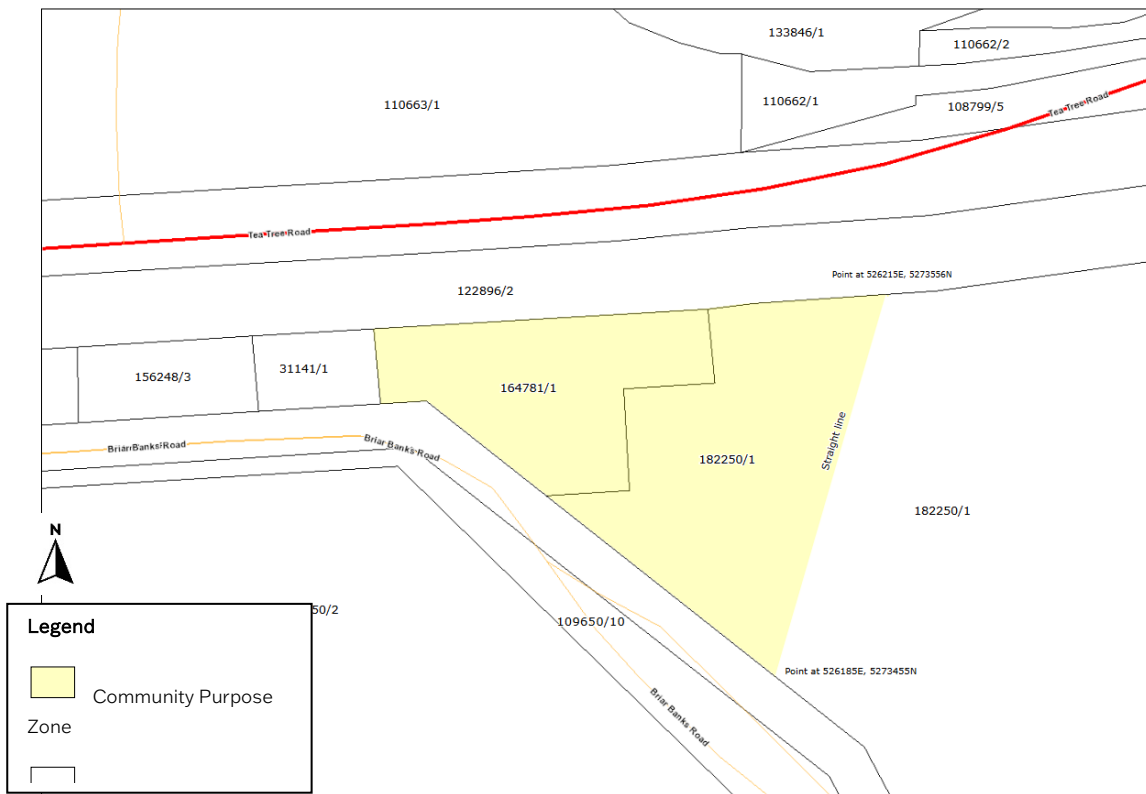 133846/1
110662/2
110663/1
110662/1
108799/5
Tea Tree Road
Tea Tree Road
Point at 526215E, 5273556N
122896/2
156248/3
31141/1
164781/1
Straight line
Briar Banks Road
Briar Banks Road
182250/1
182250/1
N
50/2
109650/10
Point at 526185E, 5273455N
Briar Banks Road
Legend
Community Purpose
Zone